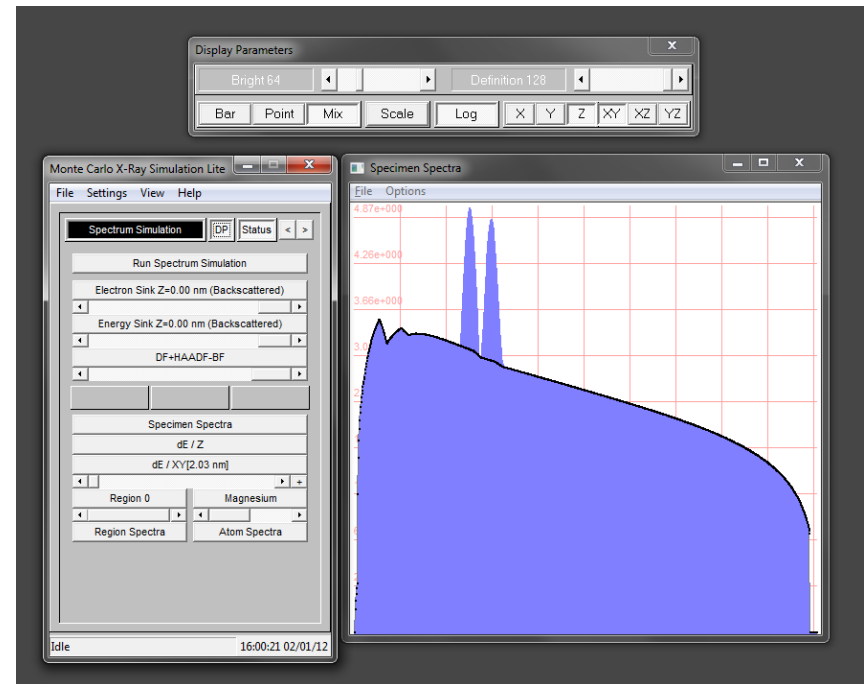 Display Parameters
Bright 64
Definition 128
Bar Point Mix Scale Log X Y Z XY XZ YZ
Monte Carlo X-Ray Simulation Lite
File Settings View Help
Spectrum Simulation DP Status < >
Run Spectrum Simulation
Electron Sink Z=0.00 nm (Backscattered)
Energy Sink Z=0.00 nm (Backscattered)
DF+HAADF-BF
Specimen Spectra
dE / Z
dE / XY[2.03 nm]
+
Region 0 Magnesium
Region Spectra Atom Spectra
Idle 16:00:21 02/01/12
Specimen Spectra
File Options
4.87e+000
4.26e+000
3.66e+000